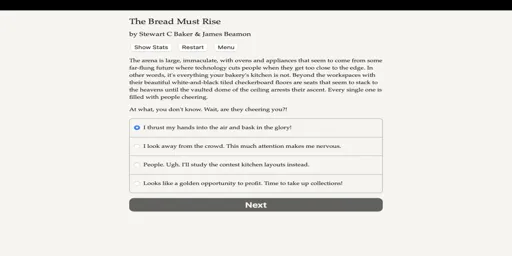 The Bread Must Rise
by Stewart C Baker & James Beamon
Show Stats Restart Menu
The arena is large, immaculate, with ovens and appliances that seem to come from some
far-flung future where technology cuts people when they get too close to the edge. In
other words, it's everything your bakery's kitchen is not. Beyond the workspaces with
their beautiful white-and-black tiled checkerboard floors are seats that seem to stack to
the heavens until the vaulted dome of the ceiling arrests their ascent. Every single one is
filled with people cheering.
At what, you don't know. Wait, are they cheering you?!
I thrust my hands into the air and bask in the glory!
I look away from the crowd. This much attention makes me nervous.
People. Ugh. I'll study the contest kitchen layouts instead.
Looks like a golden opportunity to profit. Time to take up collections!
Next